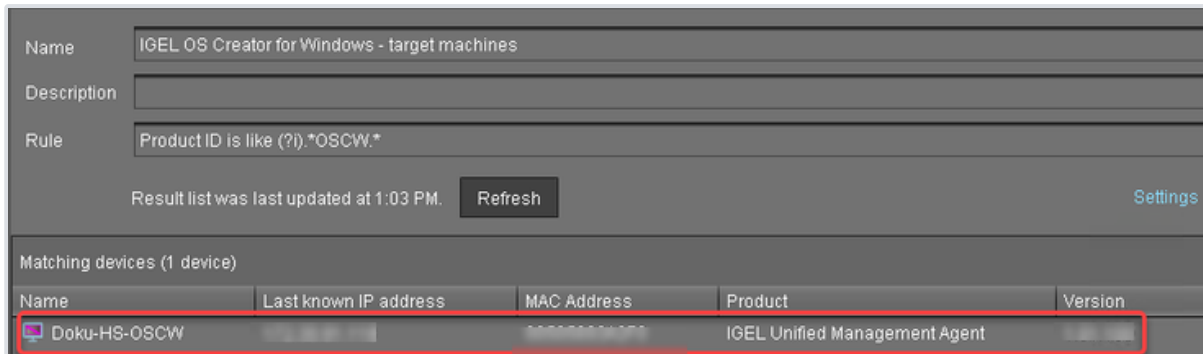 Name IGEL OS Creator for Windows - target machines
Description
Rule Product ID is like (?i).*OSCW.*
Result list was last updated at 1:03 PM. Refresh Settings
Matching devices (1 device)
Name Last known IP address MAC Address Product Version
Doku-HS-OSCW IGEL Unified Management Agent